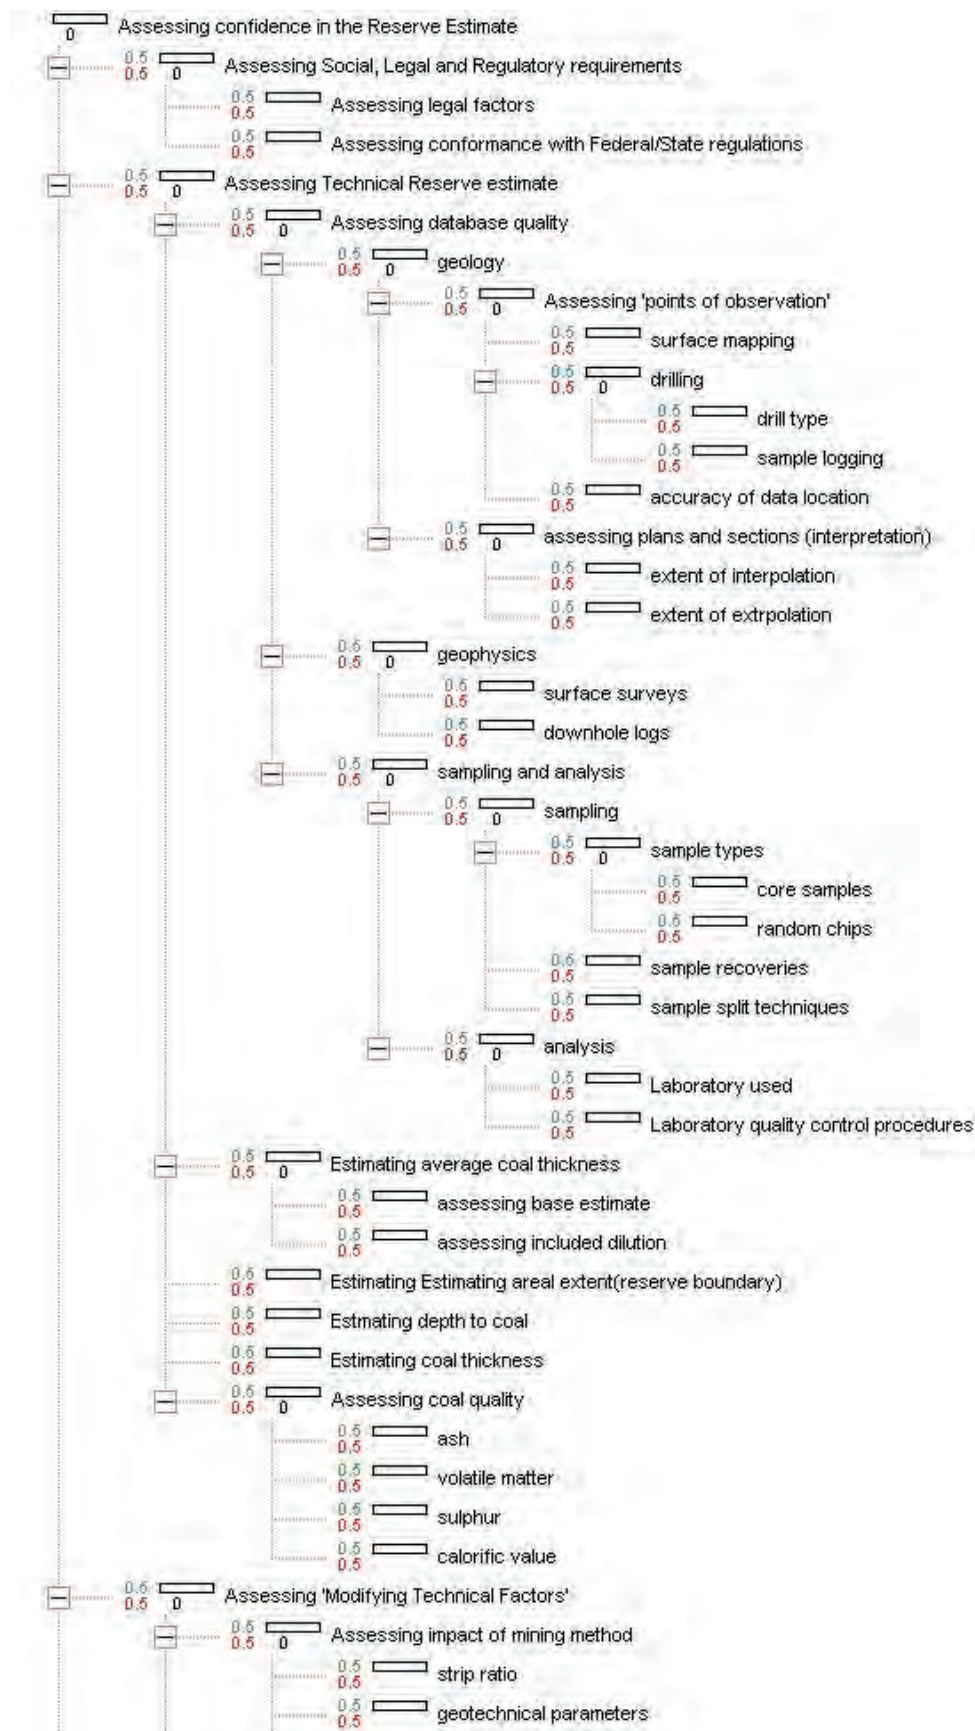 0 Assessing confidence in the Reserve Estimate
0.5 0.5 0 Assessing Social, Legal and Regulatory requirements
0.5 0.5 Assessing legal factors
0.5 0.5 Assessing conformance with Federal/State regulations
0.5 0.5 0 Assessing Technical Reserve estimate
0.5 0.5 0 Assessing database quality
0.5 0.5 0 geology
0.5 0.5 0 Assessing 'points of observation'
0.5 0.5 surface mapping
0.5 0.5 0 drilling
0.5 0.5 drill type
0.5 0.5 sample logging
0.5 0.5 accuracy of data location
0.5 0.5 0 assessing plans and sections (interpretation)
0.5 0.5 extent of interpolation
0.5 0.5 extent of extrpolation
0.5 0.5 0 geophysics
0.5 0.5 surface surveys
0.5 0.5 downhole logs
0.5 0.5 0 sampling and analysis
0.5 0.5 0 sampling
0.5 0.5 0 sample types
0.5 0.5 core samples
0.5 0.5 random chips
0.5 0.5 sample recoveries
0.5 0.5 sample split techniques
0.5 0.5 0 analysis
0.5 0.5 Laboratory used
0.5 0.5 Laboratory quality control procedures
0.5 0.5 0 Estimating average coal thickness
0.5 0.5 assessing base estimate
0.5 0.5 assessing included dilution
0.5 0.5 Estimating Estimating areal extent(reserve boundary)
0.5 0.5 Estmating depth to coal
0.5 0.5 Estimating coal thickness
0.5 0.5 0 Assessing coal quality
0.5 0.5 ash
0.5 0.5 volatile matter
0.5 0.5 sulphur
0.5 0.5 calorific value
0.5 0.5 0 Assessing 'Modifying Technical Factors'
0.5 0.5 0 Assessing impact of mining method
0.5 0.5 strip ratio
0.5 0.5 geotechnical parameters